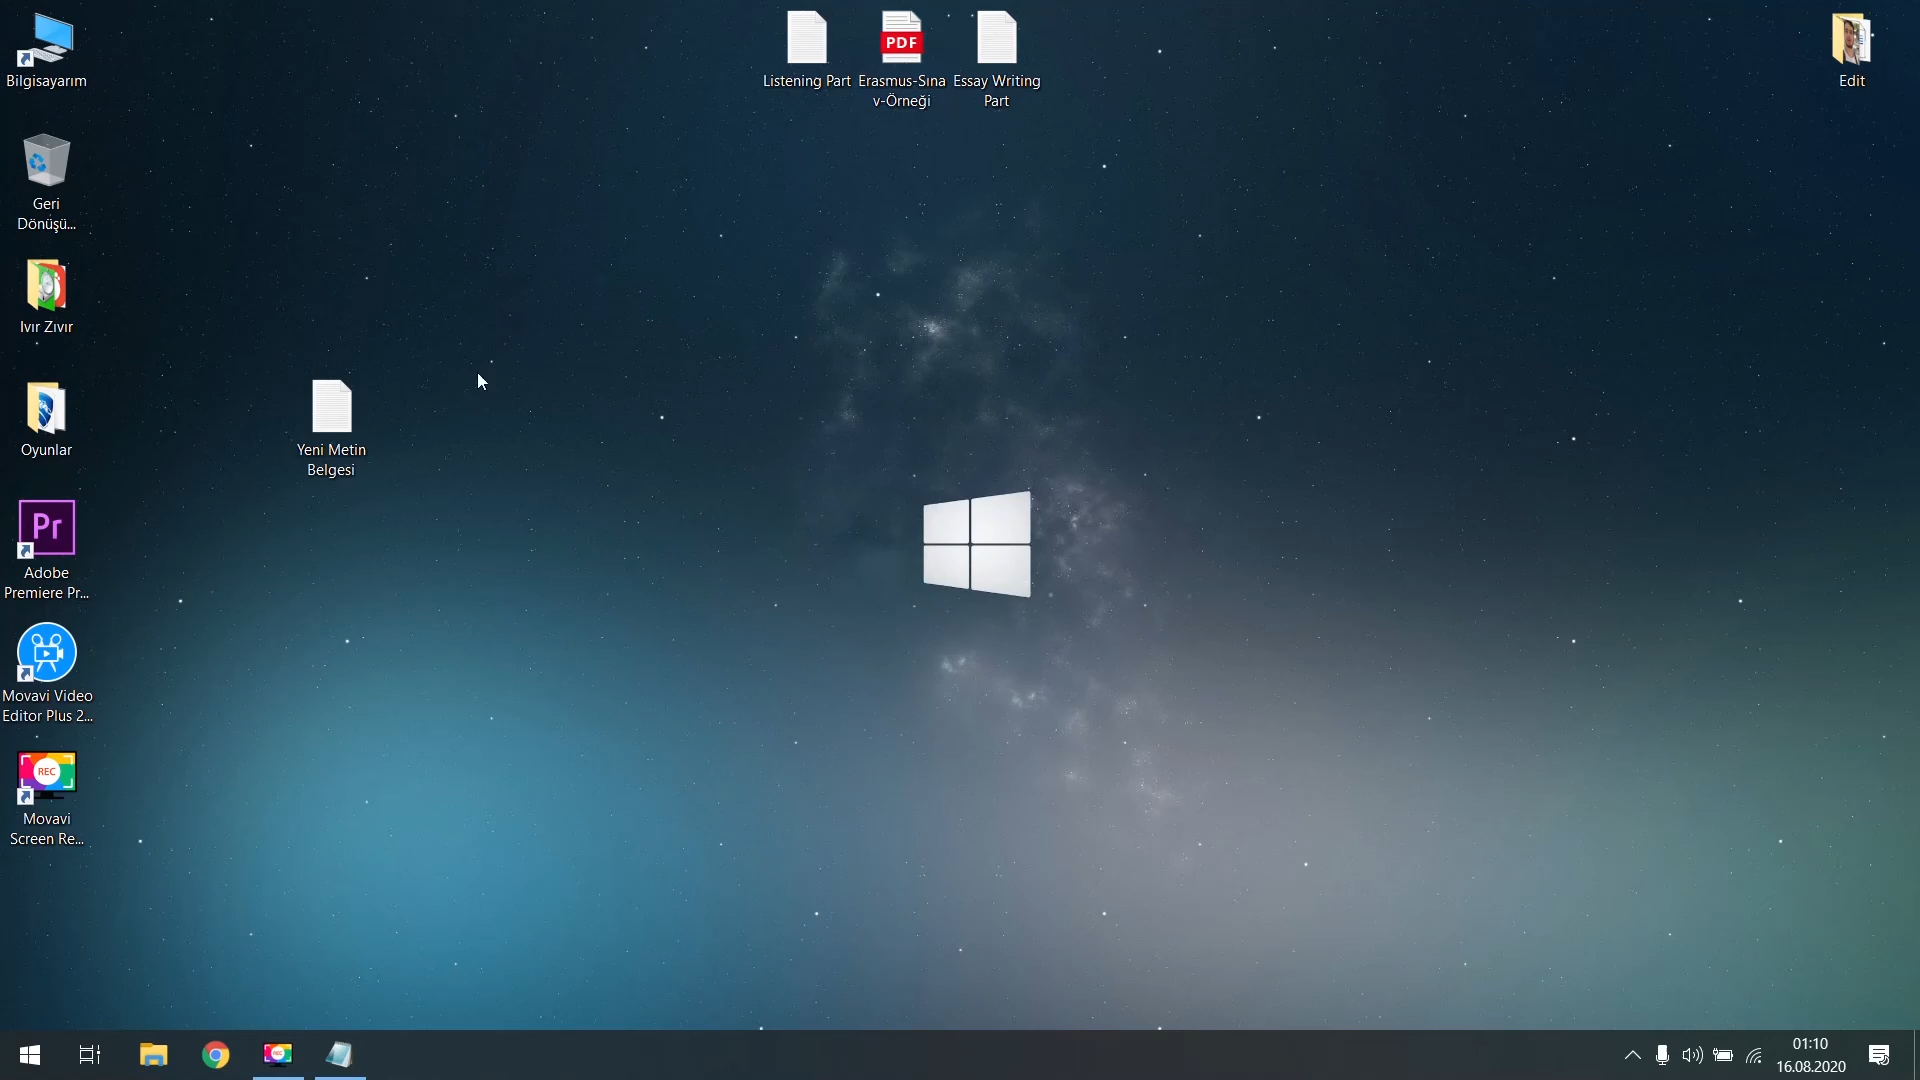 Bilgisayarım
Geri
Dönüşü...
Ivır Zıvır
Oyunlar
Pr
Adobe
Premiere Pr...
Movavi Video
Editor Plus 2...
REC
Movavi
Screen Re...
Yeni Metin
Belgesi
Listening Part
PDF
Erasmus-Sına
v-Örneği
Essay Writing
Part
Edit
REC
01:10
16.08.2020